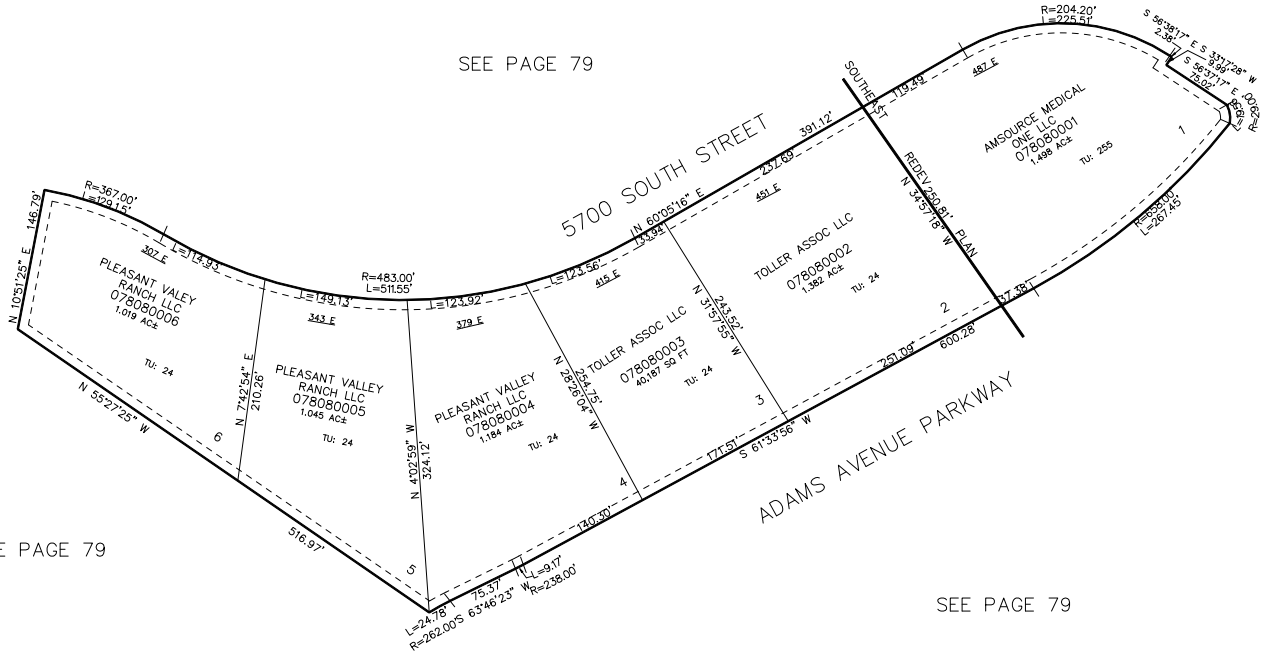 SEE PAGE 79
R=204.20'
L=225.51'
S 56°38'17" E
2.38'
S 33°17'28" W
9.99'
S 56°37'17" E
75.02'
R=29.00'
487 E
119.49
SOUTHEAST
REDEV PLAN
250.81'
N 34°57'18" W
AMSOURCE MEDICAL
ONE LLC
078080001
1.498 AC±
TU: 255
1
R=658.00'
L=267.45'
5700 SOUTH STREET
391.12'
237.69'
N 60°05'16" E
33.94'
451 E
TOLLER ASSOC LLC
078080002
1.382 AC±
TU: 24
2
37.38'
251.09'
600.28'
146.79'
N 10°51'25" E
R=367.00'
L=129.15'
L=114.93
307 E
PLEASANT VALEY
RANCH LLC
078080006
1.019 AC±
TU: 24
6
N 55°27'25" W
516.97'
R=483.00'
L=511.55'
L=149.13'
343 E
N 7°42'54" E
210.26'
PLEASANT VALLEY
RANCH LLC
078080005
1.045 AC±
TU: 24
5
L=123.92'
379 E
N 4°02'59" W
324.12'
PLEASANT VALLEY
RANCH LLC
078080004
1.184 AC±
TU: 24
4
L=123.56'
415 E
N 28°26'04" W
254.75'
TOLLER ASSOC LLC
078080003
40,187 SQ FT
TU: 24
3
243.52'
N 31°57'55" W
171.51'
S 61°33'56" W
140.30'
L=9.17'
R=238.00'
75.37'
S 63°46'23" W
L=24.78'
R=262.00'
ADAMS AVENUE PARKWAY
E PAGE 79
SEE PAGE 79